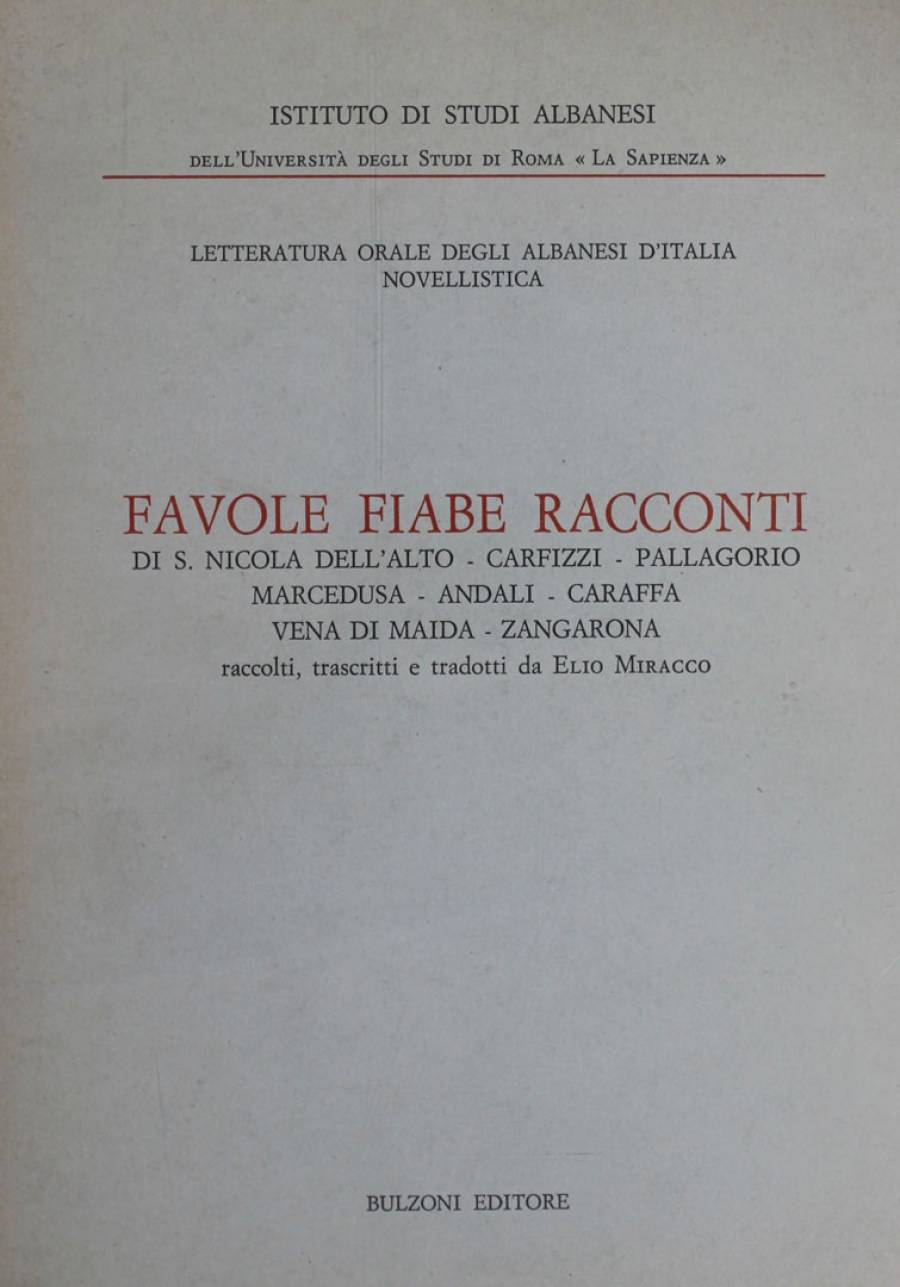 ISTITUTO DI STUDI ALBANESI
DELL'UNIVERSITÀ DEGLI STUDI DI ROMA « LA SAPIENZA »
LETTERATURA ORALE DEGLI ALBANESI D'ITALIA
NOVELLISTICA
FAVOLE FIABE RACCONTI
DI S. NICOLA DELL'ALTO - CARFIZZI - PALLAGORIO
MARCEDUSA - ANDALI - CARAFFA
VENA DI MAIDA - ZANGARONA
raccolti, trascritti e tradotti da ELIO MIRACCO
BULZONI EDITORE